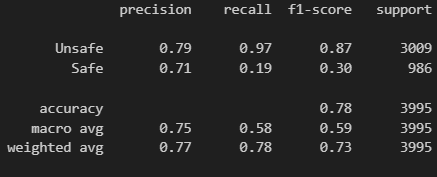 precision recall f1-score support
Unsafe 0.79 0.97 0.87 3009
Safe 0.71 0.19 0.30 986
accuracy 0.78 3995
macro avg 0.75 0.58 0.59 3995
weighted avg 0.77 0.78 0.73 3995